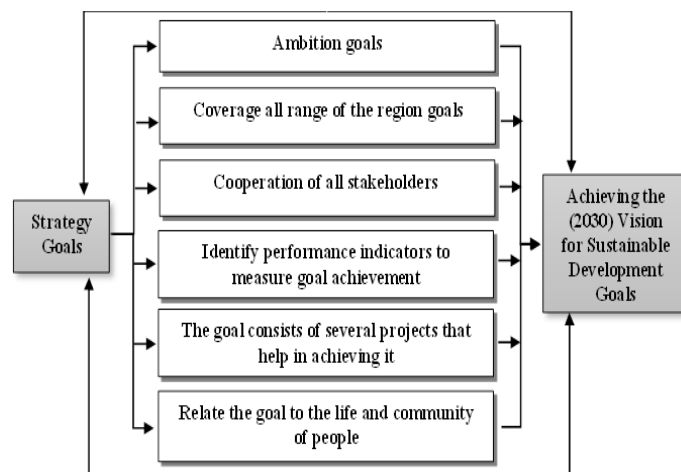 Ambition goals
Coverage all range of the region goals
Cooperation of all stakeholders
Strategy
Goals
Identify performance indicators to
measure goal achievement
The goal consists of several projects that
help in achieving it
Relate the goal to the life and community
of people
Achieving the
(2030) Vision
for Sustainable
Development
Goals